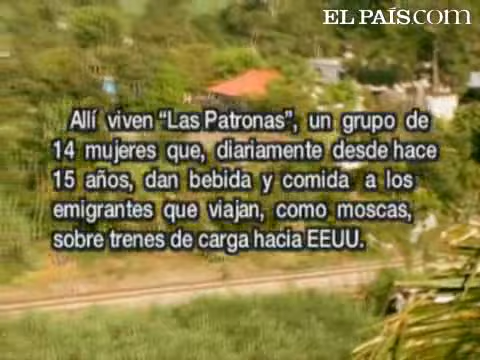 EL PAÍS.com
Allí viven “Las Patronas”, un grupo de
14 mujeres que, diariamente desde hace
15 años, dan bebida y comida a los
emigrantes que viajan, como moscas,
sobre trenes de carga hacia EEUU.